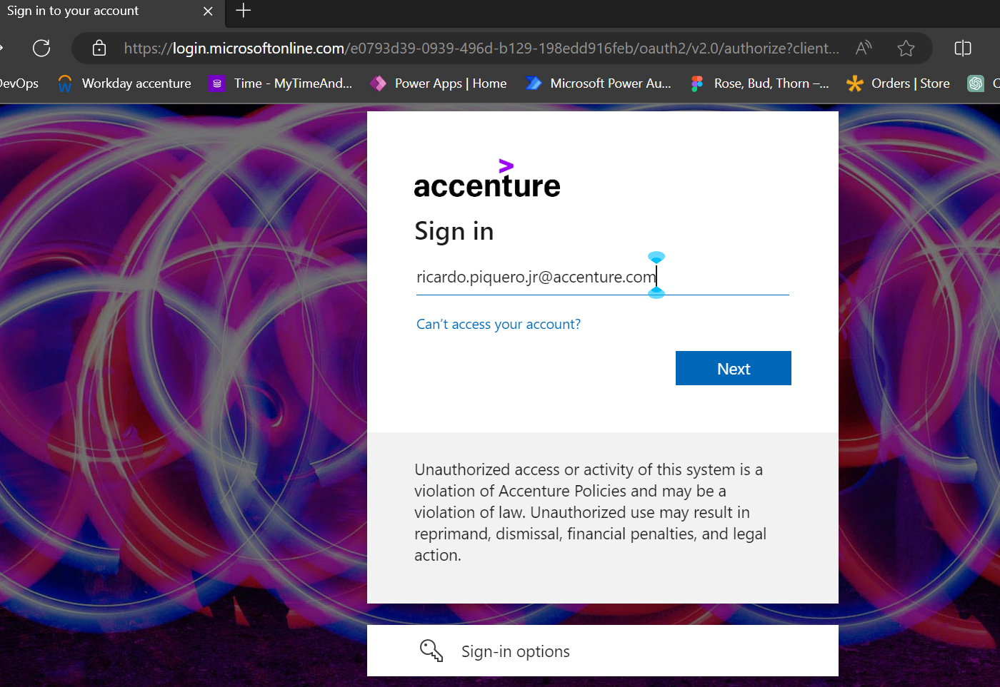 Sign in to your account
https://login.microsoftonline.com/e0793d39-0939-496d-b129-198edd916feb/oauth2/v2.0/authorize?client...
DevOps Workday accenture Time - MyTimeAnd... Power Apps | Home Microsoft Power Au... Rose, Bud, Thorn –... Orders | Store
accenture
Sign in
ricardo.piquero.jr@accenture.com
Can't access your account?
Next
Unauthorized access or activity of this system is a
violation of Accenture Policies and may be a
violation of law. Unauthorized use may result in
reprimand, dismissal, financial penalties, and legal
action.
Sign-in options